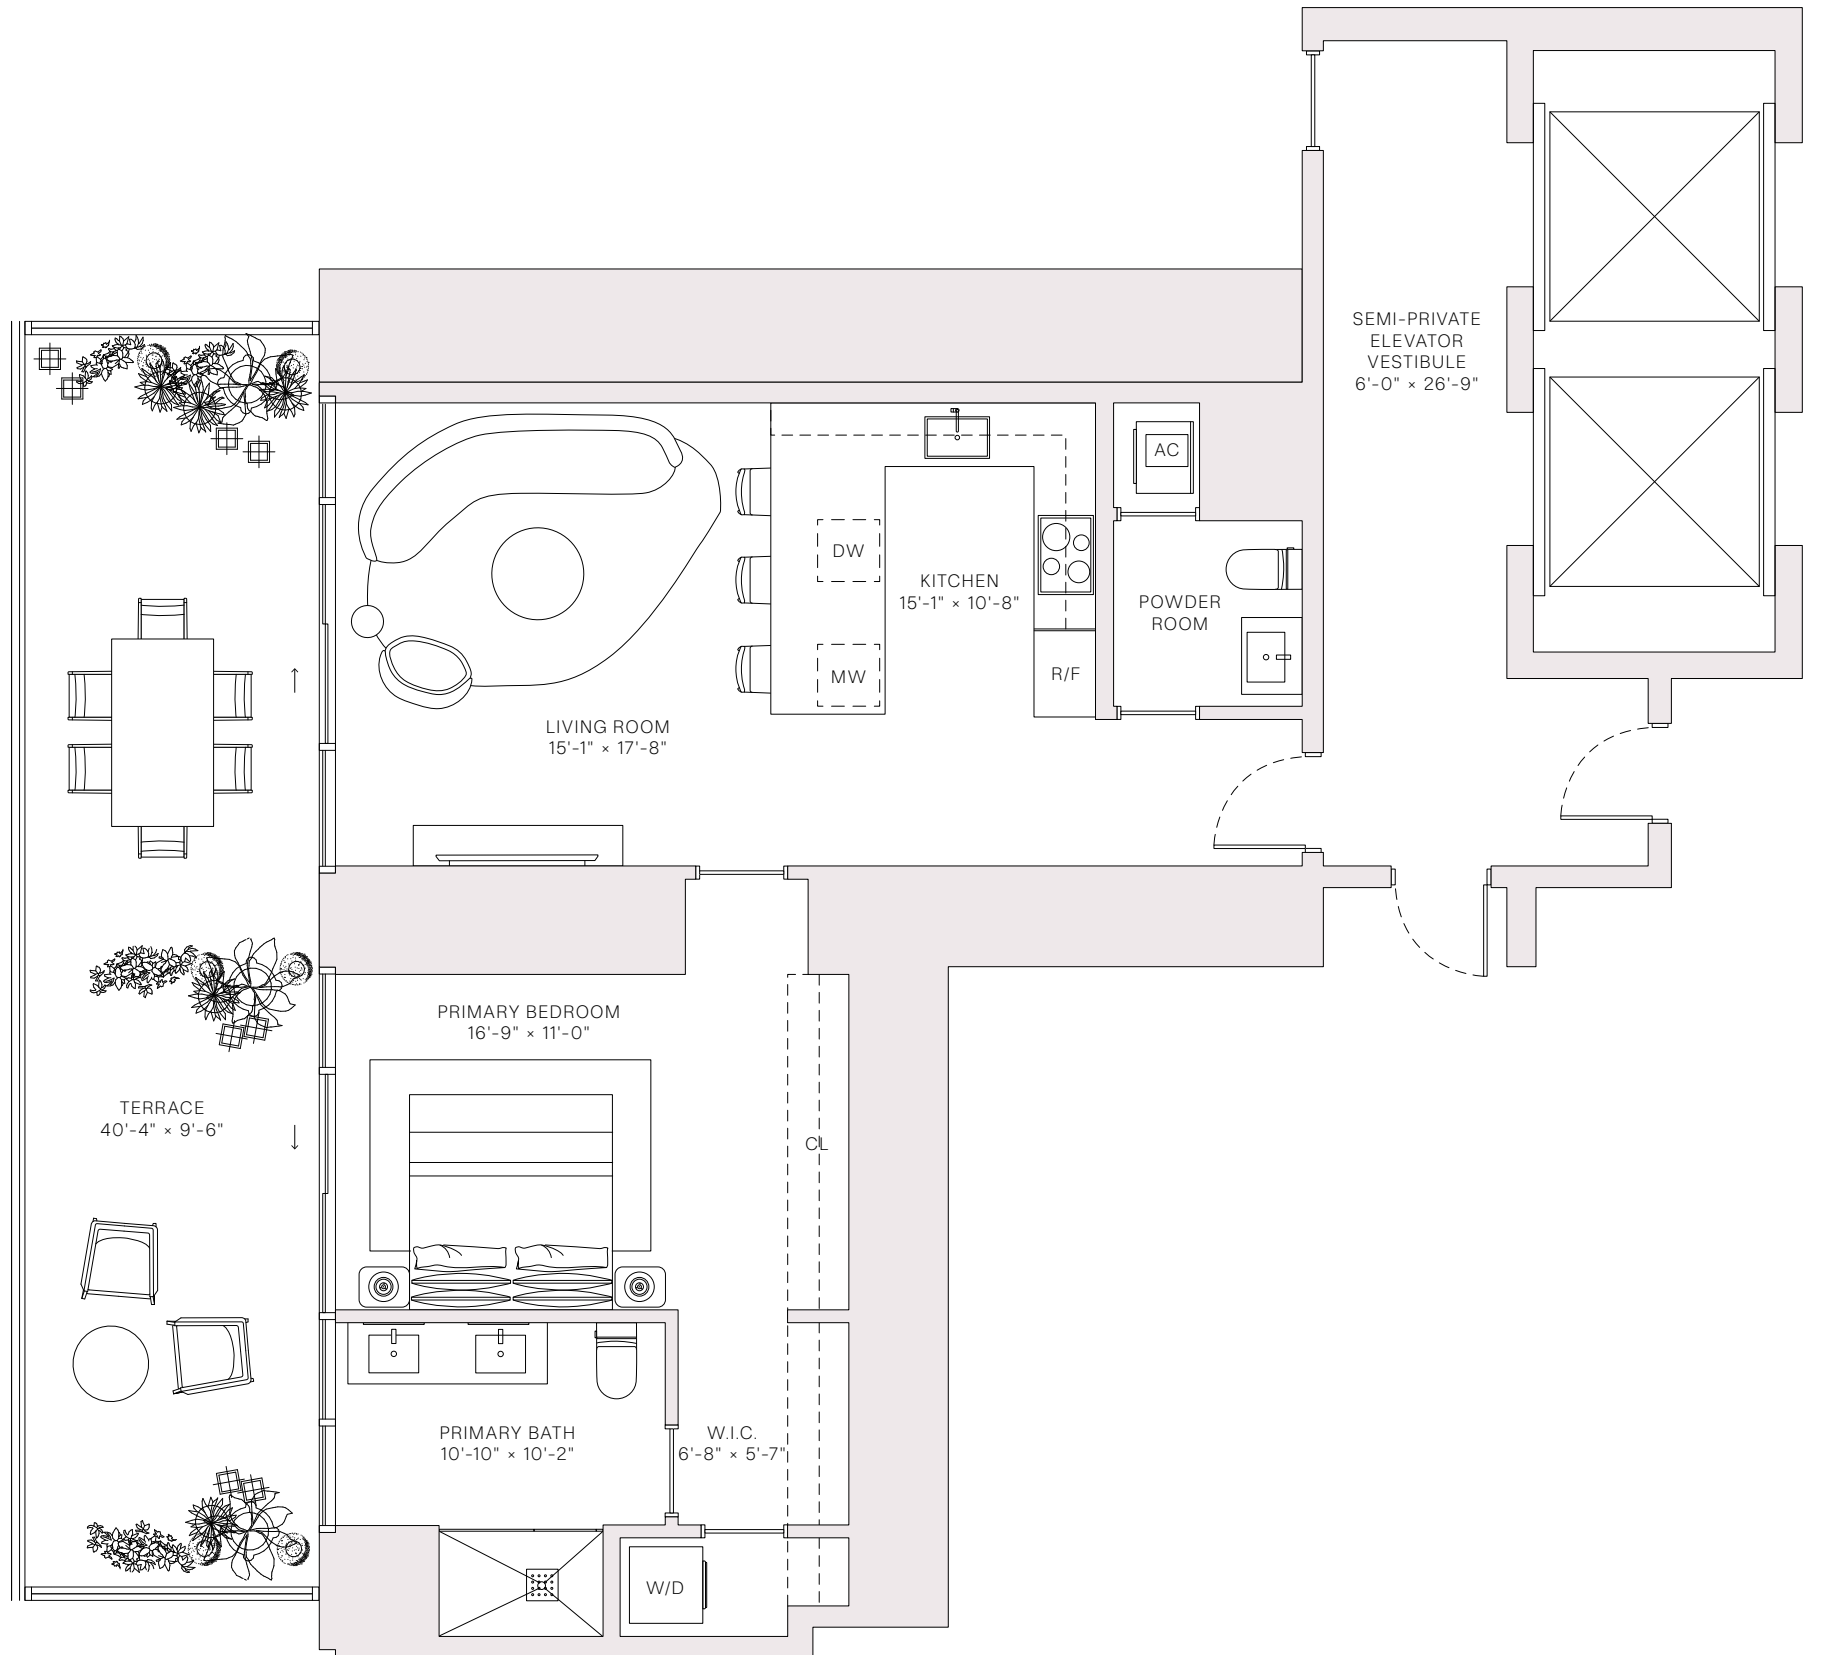 SEMI-PRIVATE
ELEVATOR
VESTIBULE
6'-0" × 26'-9"
AC
DW
KITCHEN
15'-1" × 10'-8"
POWDER
ROOM
MW
R/F
LIVING ROOM
15'-1" × 17'-8"
PRIMARY BEDROOM
16'-9" × 11'-0"
TERRACE
40'-4" × 9'-6"
CL
PRIMARY BATH
10'-10" × 10'-2"
W.I.C.
6'-8" × 5'-7"
W/D